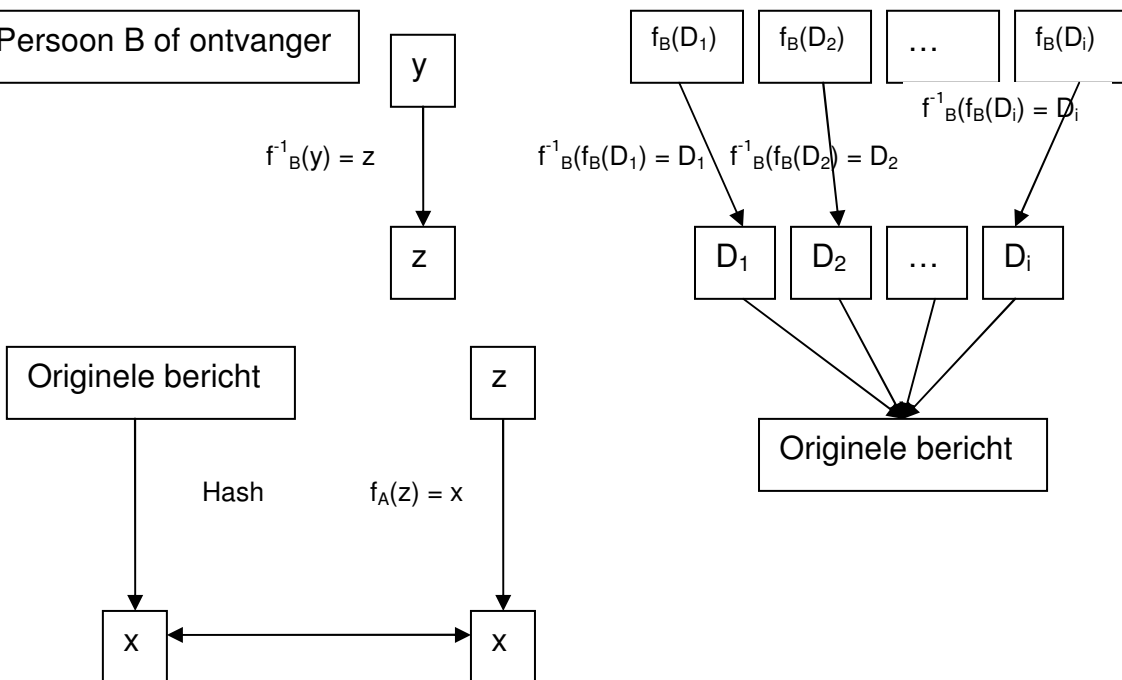 Persoon B of ontvanger
y
f⁻¹B(y) = z
z
fB(D₁)
fB(D₂)
...
fB(Dᵢ)
f⁻¹B(fB(D₁) = D₁
f⁻¹B(fB(D₂) = D₂
f⁻¹B(fB(Dᵢ) = Dᵢ
D₁
D₂
...
Dᵢ
Originele bericht
Originele bericht
z
Hash
fA(z) = x
x
x